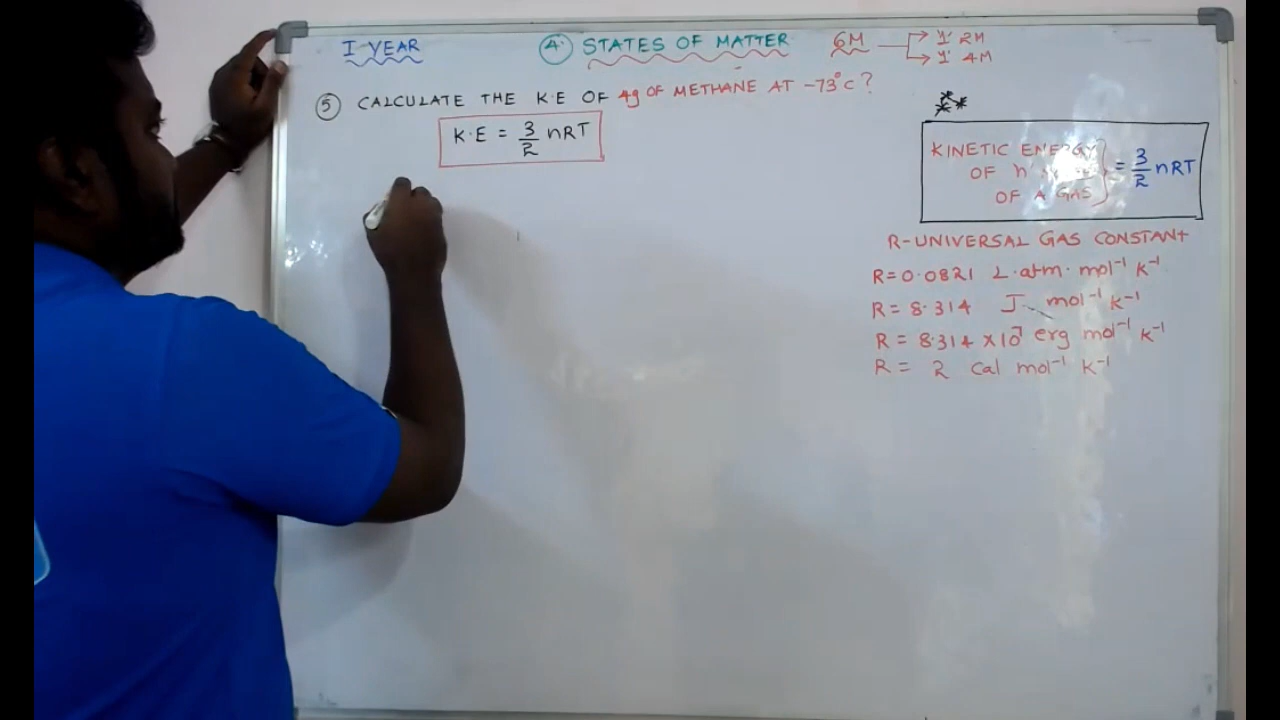 I YEAR
4. STATES OF MATTER 6M → 1' 2M
→ 1' 4M
5 CALCULATE THE K.E OF 4g OF METHANE AT -73°C ?
K.E = 3/2 nRT
KINETIC ENERGY
OF 'n'
OF A GAS } = 3/2 nRT
R-UNIVERSAL GAS CONSTANT
R=0.0821 L.atm. mol⁻¹ K⁻¹
R = 8.314 J. mol⁻¹ K⁻¹
R = 8.314 ×10⁷ erg mol⁻¹ K⁻¹
R = 2 Cal mol⁻¹ K⁻¹